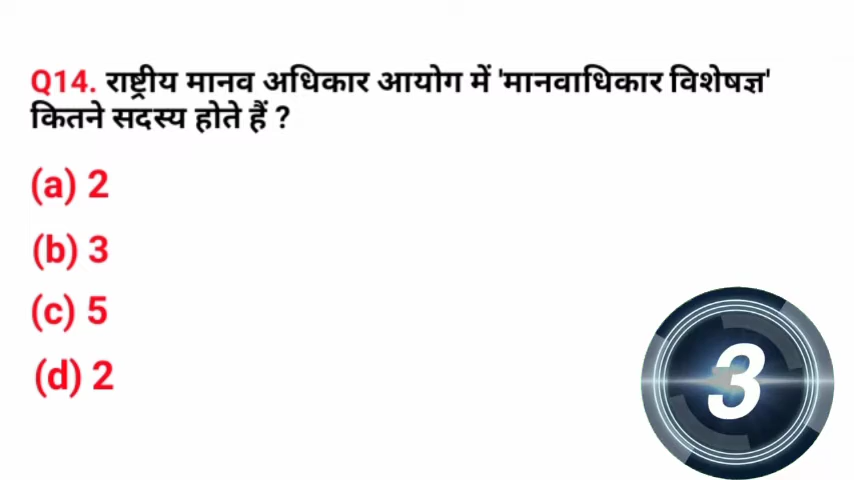 Q14. राष्ट्रीय मानव अधिकार आयोग में 'मानवाधिकार विशेषज्ञ'
कितने सदस्य होते हैं ?
(a) 2
(b) 3
(c) 5
(d) 2
3